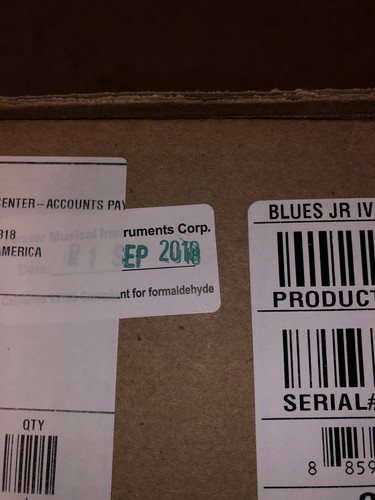 CENTER-ACCOUNTS PAY
318
AMERICA
ruments Corp.
SEP 2018
nt for formaldehyde
QTY
BLUES JR IV
PRODUCT
SERIAL#
8 859